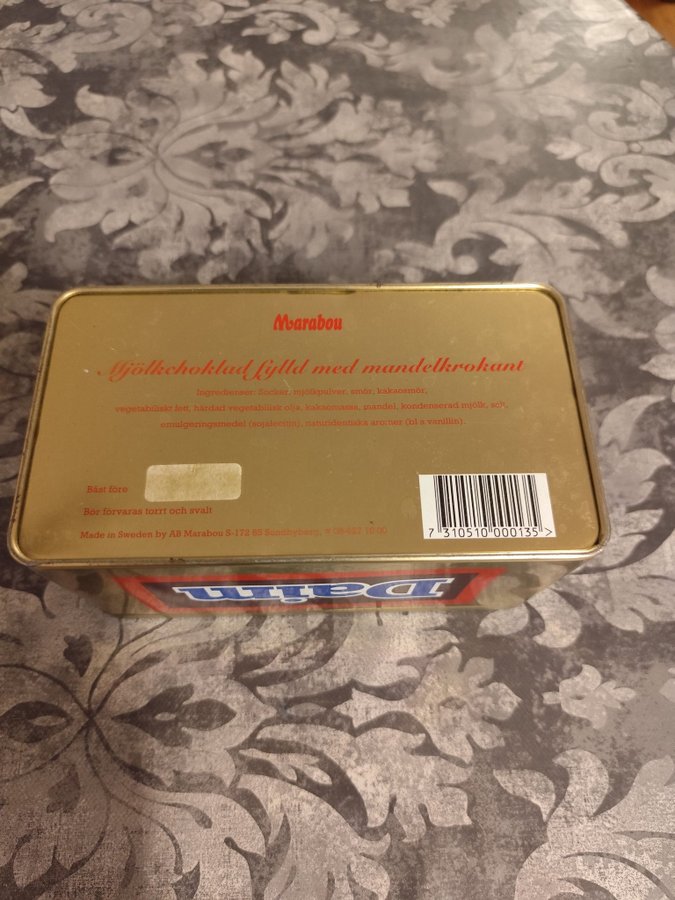 Marabou
Mjölkchoklad fylld med mandelkrokant
Ingredienser: Socker, mjölkpulver, smör, kakaosmör,
vegetabiliskt fett, härdad vegetabilisk olja, kakaomassa, mandel, kondenserad mjölk, salt,
emulgeringsmedel (sojalecitin), naturidentiska aromer (bl a vanillin).
Bäst före
Bör förvaras torrt och svalt
Made in Sweden by AB Marabou S-172 85 Sundbyberg, 10 00
7 310510 000135 >
Daim